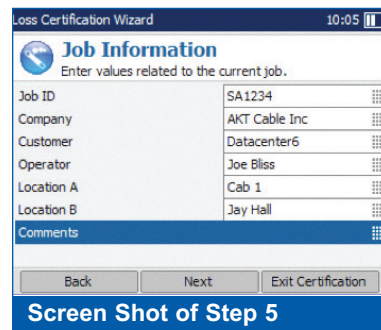 Loss Certification Wizard 10:05
Job Information
Enter values related to the current job.
Job ID SA1234
Company AKT Cable Inc
Customer Datacenter6
Operator Joe Bliss
Location A Cab 1
Location B Jay Hall
Comments
Back Next Exit Certification
Screen Shot of Step 5